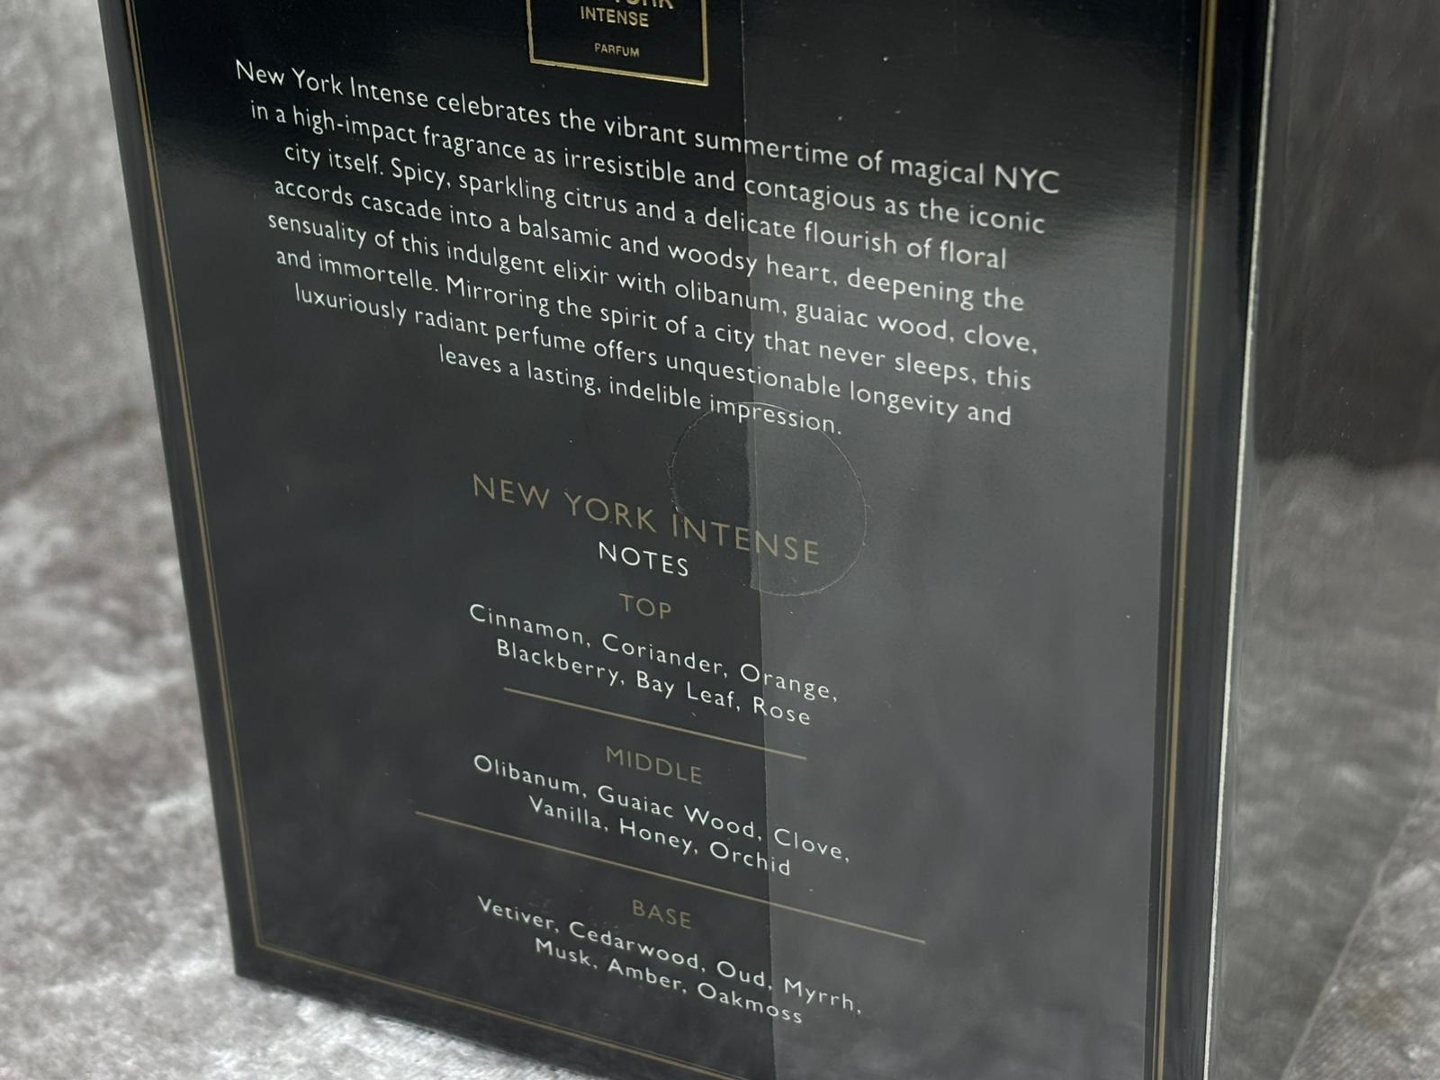 INTENSE
PARFUM
New York Intense celebrates the vibrant summertime of magical NYC
in a high-impact fragrance as irresistible and contagious as the iconic
city itself. Spicy, sparkling citrus and a delicate flourish of floral
accords cascade into a balsamic and woodsy heart, deepening the
sensuality of this indulgent elixir with olibanum, guaiac wood, clove,
and immortelle. Mirroring the spirit of a city that never sleeps, this
luxuriously radiant perfume offers unquestionable longevity and
leaves a lasting, indelible impression.
NEW YORK INTENSE
NOTES
TOP
Cinnamon, Coriander, Orange,
Blackberry, Bay Leaf, Rose
MIDDLE
Olibanum, Guaiac Wood, Clove,
Vanilla, Honey, Orchid
BASE
Vetiver, Cedarwood, Oud, Myrrh,
Musk, Amber, Oakmoss